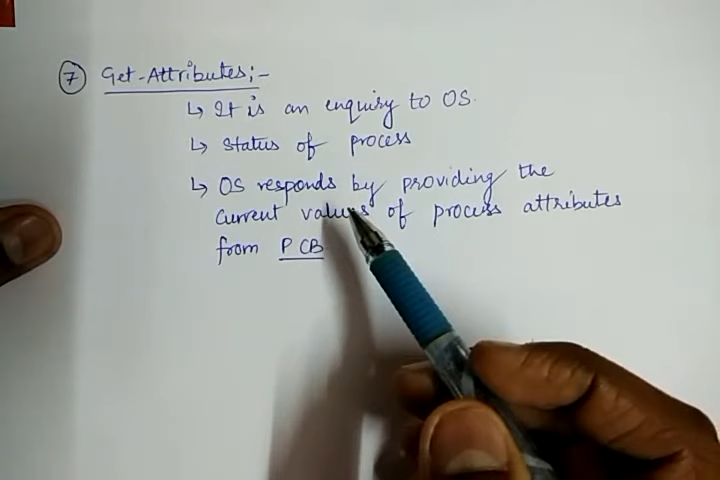 7 Get-Attributes:-
↳ It is an enquiry to OS.
↳ Status of process
↳ OS responds by providing the
current values of process attributes
from PCB